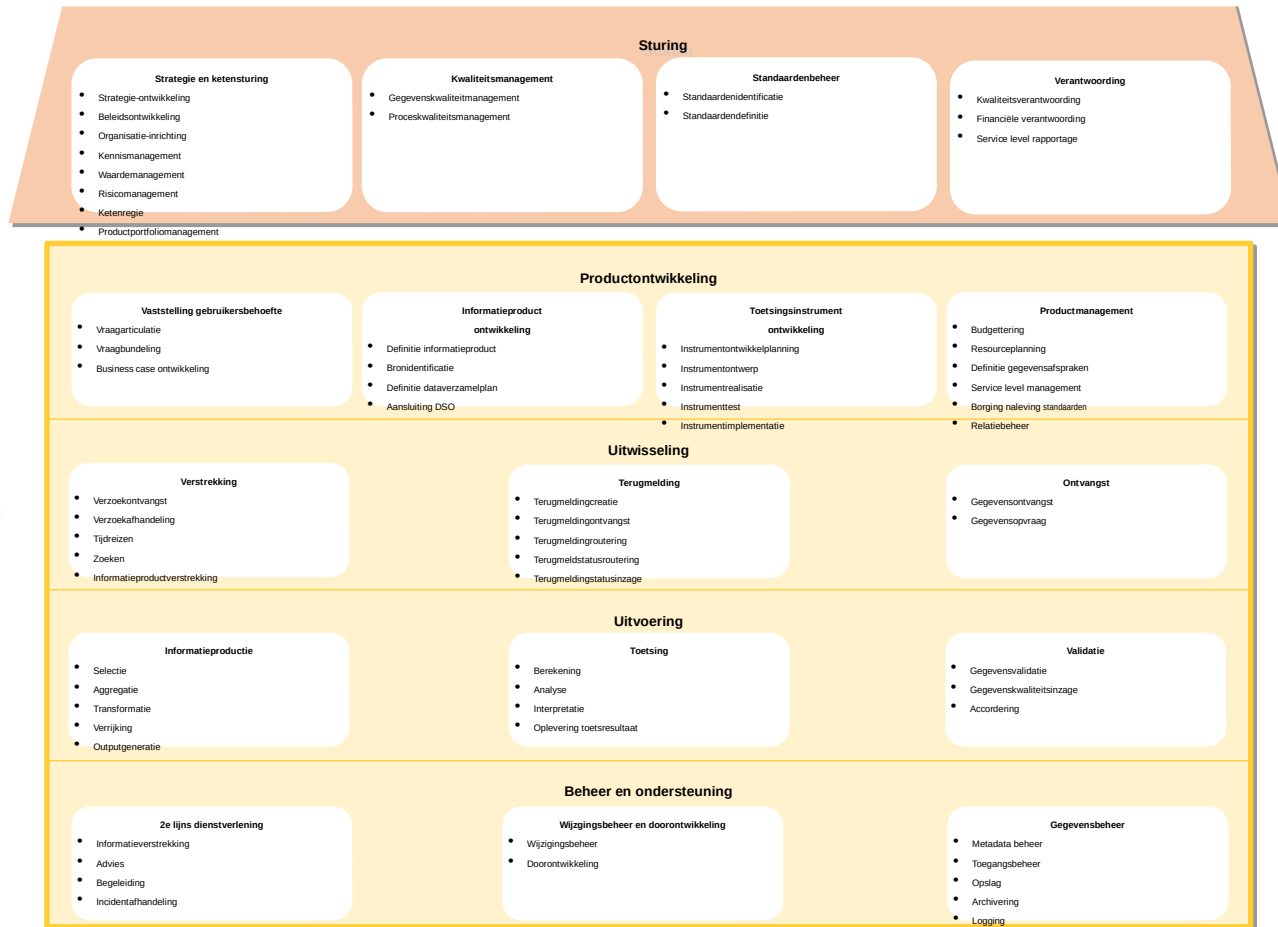 Sturing
Strategie en ketensturing
Strategie-ontwikkeling
Beleidsontwikkeling
Organisatie-inrichting
Kennismanagement
Waardemanagement
Risicomanagement
Ketenregie
Productportfoliomanagement
Kwaliteitsmanagement
Gegevenskwaliteitmanagement
Proceskwaliteitsmanagement
Standaardenbeheer
Standaardenidentificatie
Standaardendefinitie
Verantwoording
Kwaliteitsverantwoording
Financiële verantwoording
Service level rapportage
Productontwikkeling
Vaststelling gebruikersbehoefte
Vraagarticulatie
Vraagbundeling
Business case ontwikkeling
Informatieproduct
ontwikkeling
Definitie informatieproduct
Bronidentificatie
Definitie dataverzamelplan
Aansluiting DSO
Toetsingsinstrument
ontwikkeling
Instrumentontwikkelplanning
Instrumentontwerp
Instrumentrealisatie
Instrumenttest
Instrumentimplementatie
Productmanagement
Budgettering
Resourceplanning
Definitie gegevensafspraken
Service level management
Borging naleving standaarden
Relatiebeheer
Uitwisseling
Verstrekking
Verzoekontvangst
Verzoekafhandeling
Tijdreizen
Zoeken
Informatieproductverstrekking
Terugmelding
Terugmeldingcreatie
Terugmeldingontvangst
Terugmeldingroutering
Terugmeldstatusroutering
Terugmeldingstatusinzage
Ontvangst
Gegevensontvangst
Gegevensopvraag
Uitvoering
Informatieproductie
Selectie
Aggregatie
Transformatie
Verrijking
Outputgeneratie
Toetsing
Berekening
Analyse
Interpretatie
Oplevering toetsresultaat
Validatie
Gegevensvalidatie
Gegevenskwaliteitsinzage
Accordering
Beheer en ondersteuning
2e lijns dienstverlening
Informatieverstrekking
Advies
Begeleiding
Incidentafhandeling
Wijzgingsbeheer en doorontwikkeling
Wijzigingsbeheer
Doorontwikkeling
Gegevensbeheer
Metadata beheer
Toegangsbeheer
Opslag
Archivering
Logging